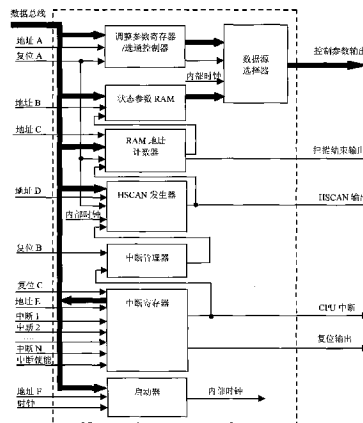 数据总线
地址 A
复位 A
调整参数寄存器
/选通控制器
数据源
选择器
控制参数输出
内部时钟
地址 B
状态参数 RAM
地址 C
RAM 地址
计数器
扫描结束输出
地址 D
HSCAN 发生器
HSCAN 输出
内部时钟
复位 B
中断管理器
复位 C
地址 E
中断 1
中断 2
……
中断 N
中断使能
中断寄存器
CPU 中断
复位输出
地址 F
时钟
启动器
内部时钟